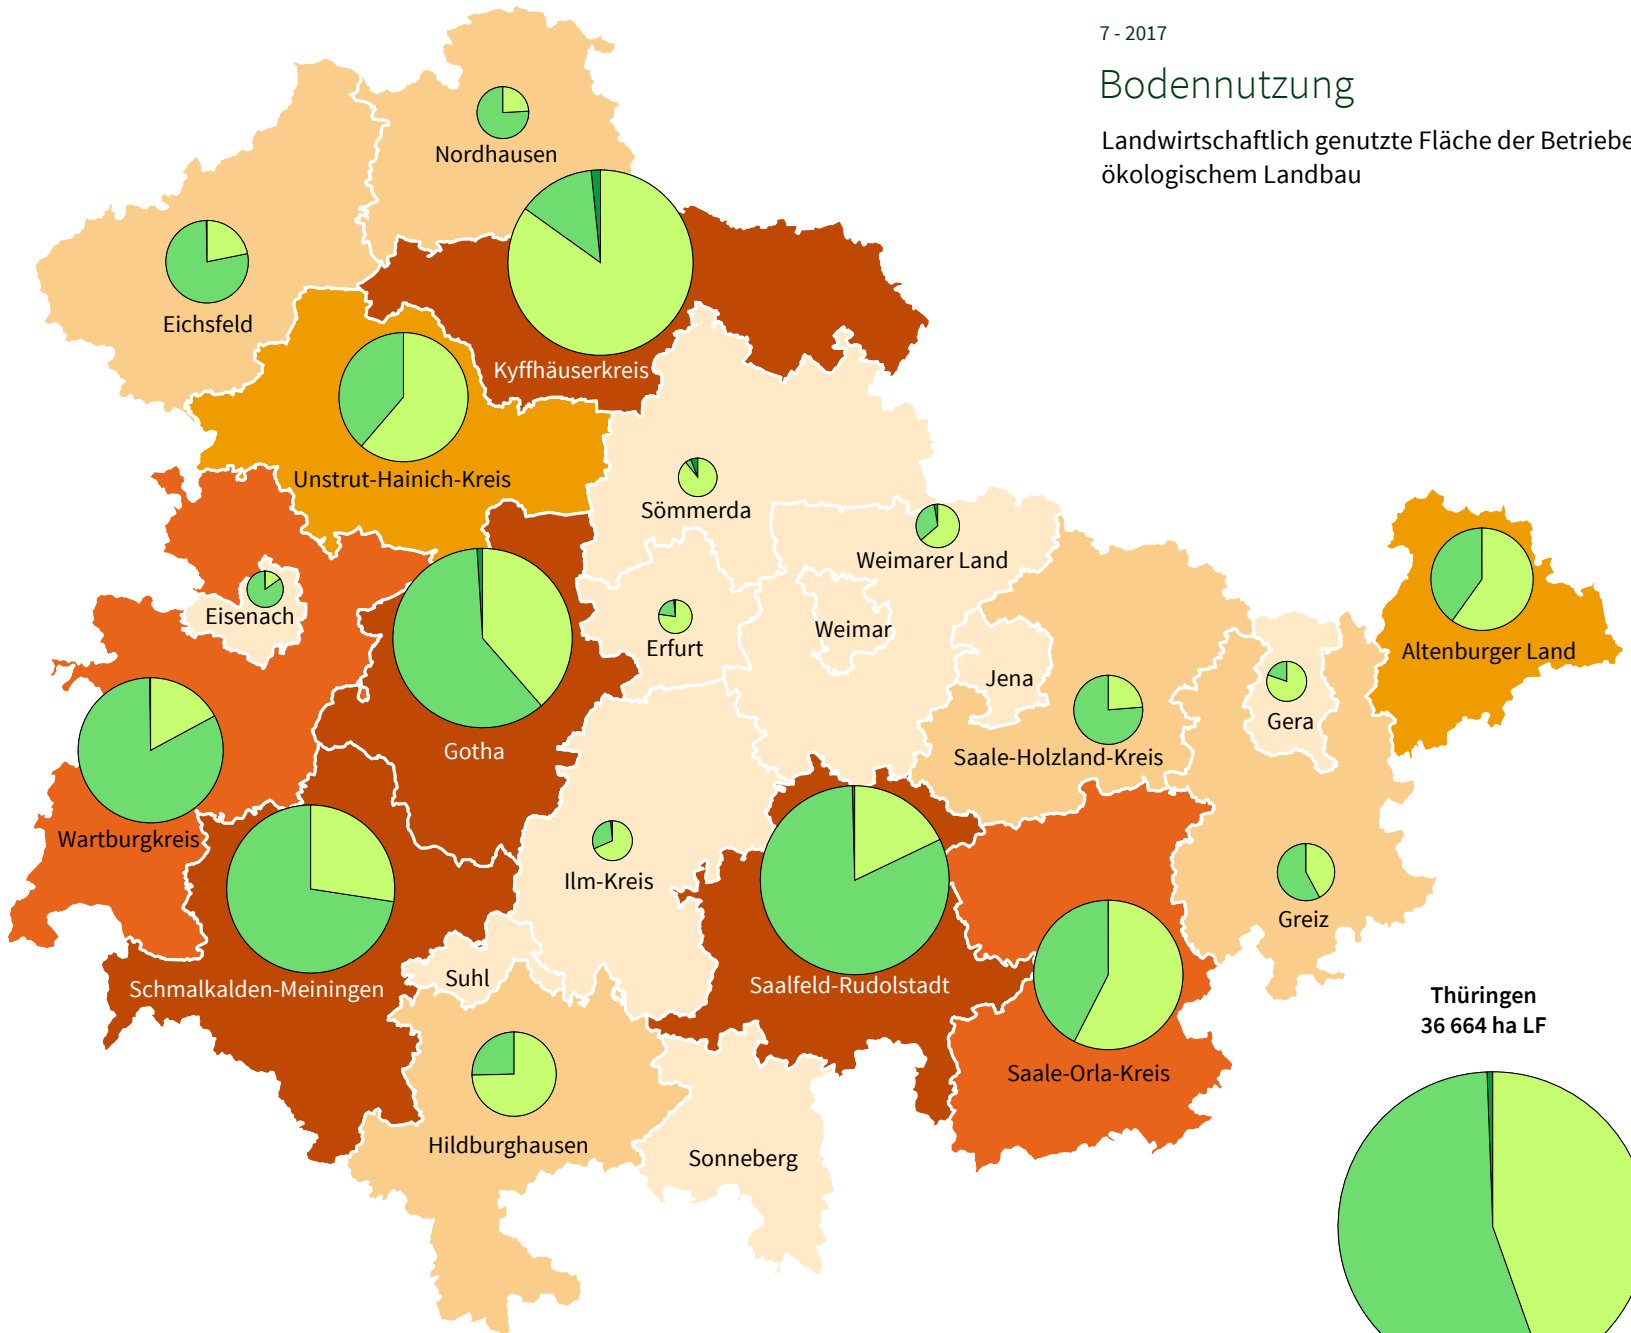 7 - 2017
Bodennutzung
Landwirtschaftlich genutzte Fläche der Betriebe
ökologischem Landbau
Nordhausen
Eichsfeld
Kyffhäuserkreis
Unstrut-Hainich-Kreis
Sömmerda
Weimarer Land
Eisenach
Erfurt
Weimar
Altenburger Land
Jena
Gera
Gotha
Saale-Holzland-Kreis
Wartburgkreis
Ilm-Kreis
Greiz
Suhl
Schmalkalden-Meiningen
Saalfeld-Rudolstadt
Thüringen
36 664 ha LF
Saale-Orla-Kreis
Hildburghausen
Sonneberg